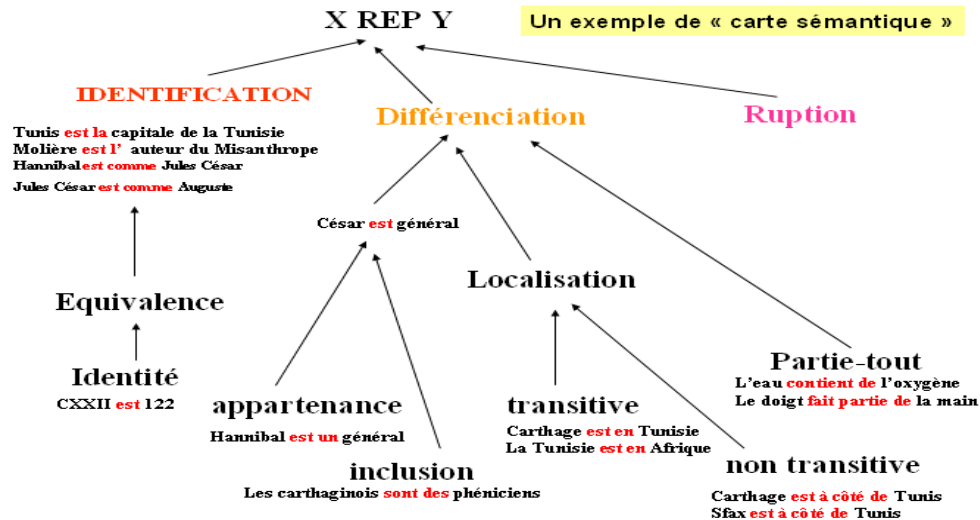 X REP Y
Un exemple de « carte sémantique »
IDENTIFICATION
Tunis est la capitale de la Tunisie
Molière est l' auteur du Misanthrope
Hannibal est comme Jules César
Jules César est comme Auguste
Différenciation
Ruption
César est général
Equivalence
Localisation
Identité
CXXII est 122
appartenance
Hannibal est un général
inclusion
Les carthaginois sont des phéniciens
transitive
Carthage est en Tunisie
La Tunisie est en Afrique
Partie-tout
L'eau contient de l'oxygène
Le doigt fait partie de la main
non transitive
Carthage est à côté de Tunis
Sfax est à côté de Tunis